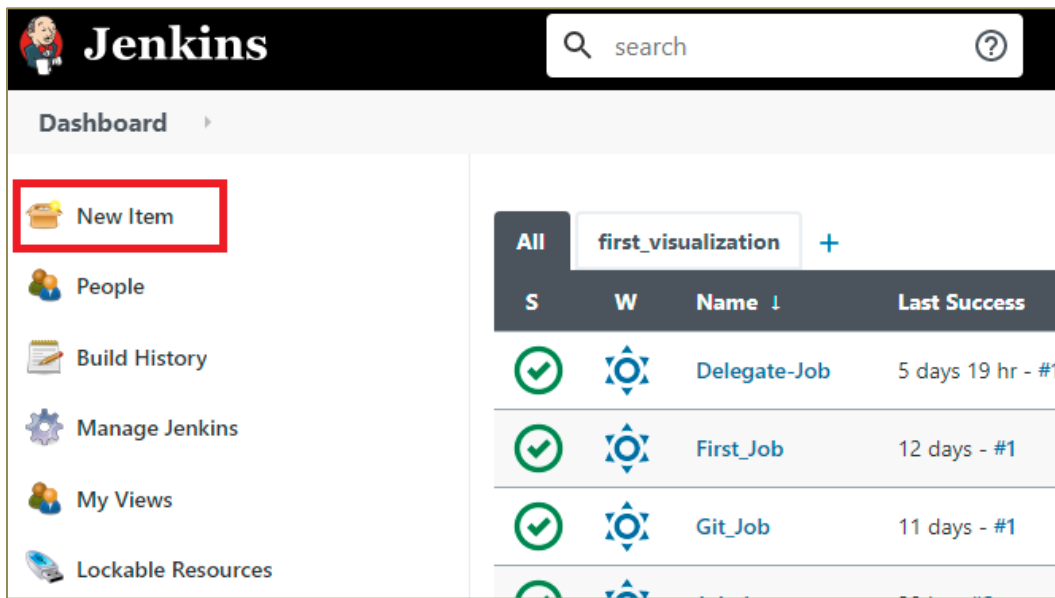 Jenkins
search
Dashboard
New Item
People
Build History
Manage Jenkins
My Views
Lockable Resources
All first_visualization +
S W Name ↓ Last Success
Delegate-Job 5 days 19 hr -
First_Job 12 days - #1
Git_Job 11 days - #1